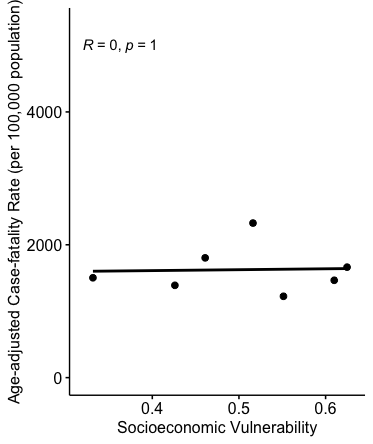 Age-adjusted Case-fatality Rate (per 100,000 population)
R = 0, p = 1
4000
2000
0
0.4 0.5 0.6
Socioeconomic Vulnerability